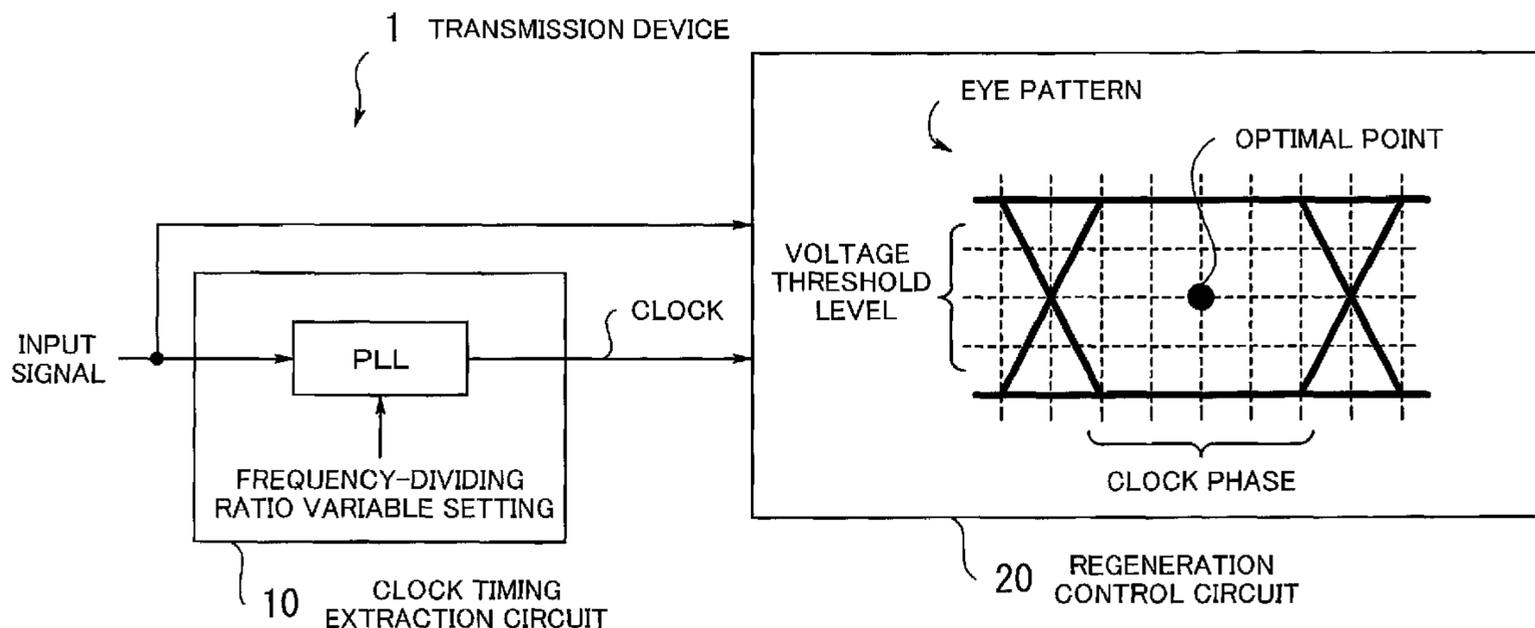 1 TRANSMISSION DEVICE
EYE PATTERN
OPTIMAL POINT
VOLTAGE
THRESHOLD
LEVEL
CLOCK PHASE
INPUT
SIGNAL
PLL
CLOCK
FREQUENCY-DIVIDING
RATIO VARIABLE SETTING
10 CLOCK TIMING
EXTRACTION CIRCUIT
20 REGENERATION
CONTROL CIRCUIT